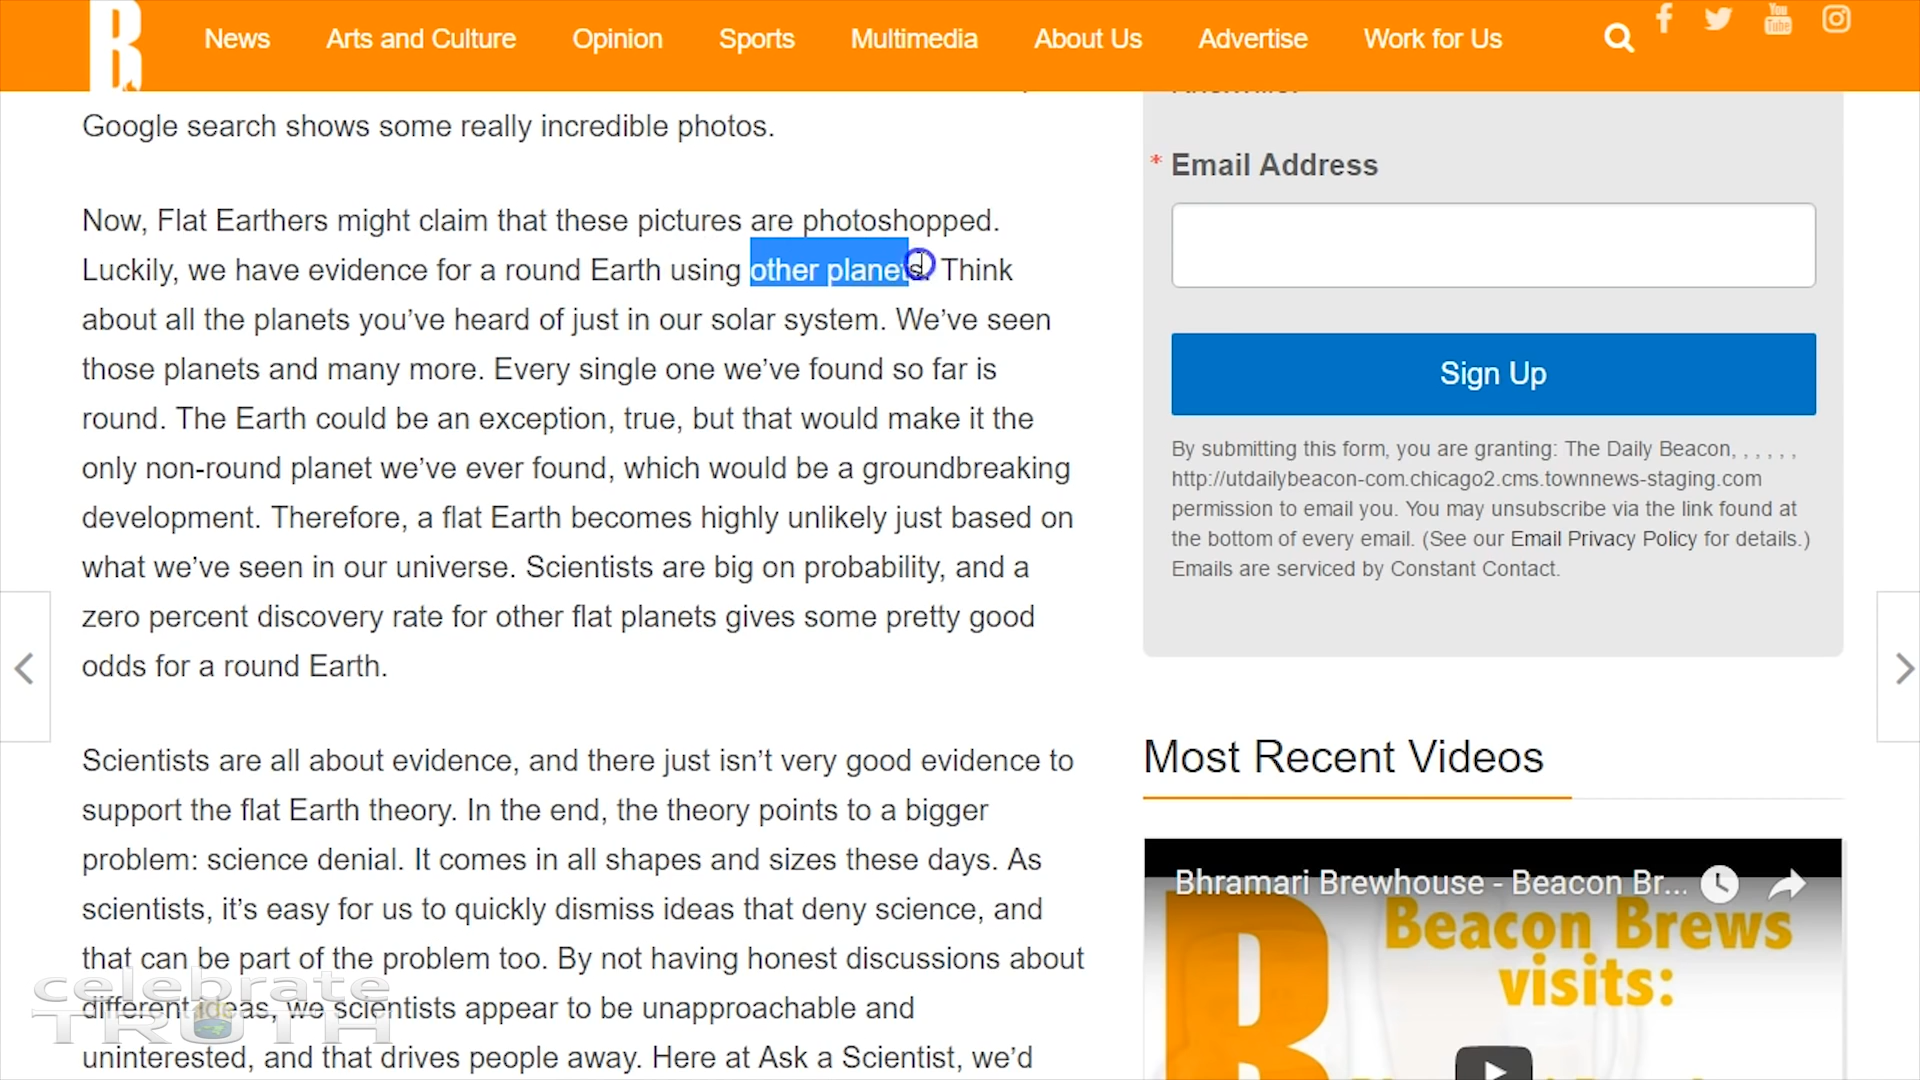 B
News
Arts and Culture
Opinion
Sports
Multimedia
About Us
Advertise
Work for Us
You
Tube
Google search shows some really incredible photos.
Now, Flat Earthers might claim that these pictures are photoshopped.
Luckily, we have evidence for a round Earth using other planets. Think
about all the planets you’ve heard of just in our solar system. We’ve seen
those planets and many more. Every single one we’ve found so far is
round. The Earth could be an exception, true, but that would make it the
only non-round planet we’ve ever found, which would be a groundbreaking
development. Therefore, a flat Earth becomes highly unlikely just based on
what we’ve seen in our universe. Scientists are big on probability, and a
zero percent discovery rate for other flat planets gives some pretty good
odds for a round Earth.
Scientists are all about evidence, and there just isn’t very good evidence to
support the flat Earth theory. In the end, the theory points to a bigger
problem: science denial. It comes in all shapes and sizes these days. As
scientists, it’s easy for us to quickly dismiss ideas that deny science, and
that can be part of the problem too. By not having honest discussions about
different ideas, we scientists appear to be unapproachable and
uninterested, and that drives people away. Here at Ask a Scientist, we’d
celebrate
TRUTH
* Email Address
Sign Up
By submitting this form, you are granting: The Daily Beacon, , , , , ,
http://utdailybeacon-com.chicago2.cms.townnews-staging.com
permission to email you. You may unsubscribe via the link found at
the bottom of every email. (See our Email Privacy Policy for details.)
Emails are serviced by Constant Contact.
Most Recent Videos
Bhramari Brewhouse - Beacon Br...
Beacon Brews
visits:
B